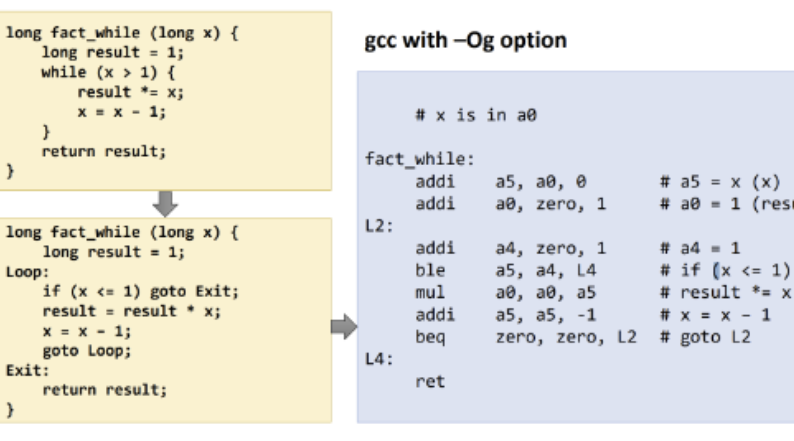 long fact_while (long x) {
    long result = 1;
    while (x > 1) {
        result *= x;
        x = x - 1;
    }
    return result;
}
long fact_while (long x) {
    long result = 1;
Loop:
    if (x <= 1) goto Exit;
    result = result * x;
    x = x - 1;
    goto Loop;
Exit:
    return result;
}
gcc with –Og option
# x is in a0
fact_while:
    addi    a5, a0, 0    # a5 = x (x)
    addi    a0, zero, 1    # a0 = 1 (resu
L2:
    addi    a4, zero, 1    # a4 = 1
    ble    a5, a4, L4    # if (x <= 1)
    mul    a0, a0, a5    # result *= x
    addi    a5, a5, -1    # x = x - 1
    beq    zero, zero, L2    # goto L2
L4:
    ret